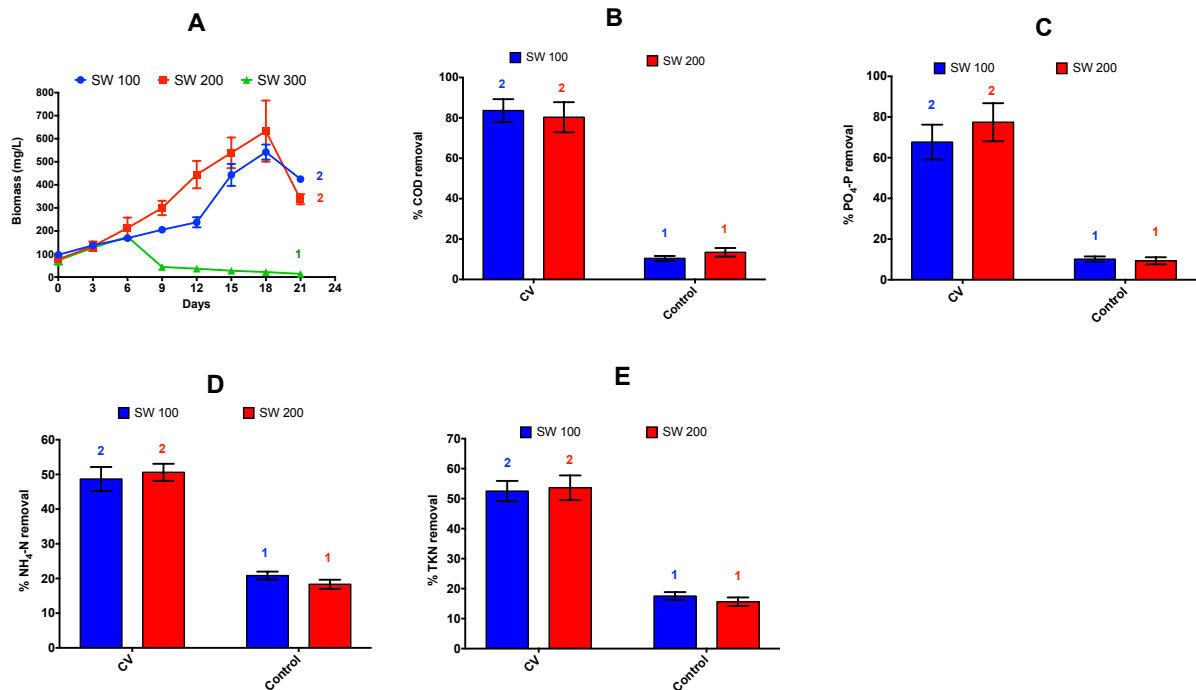 A
SW 100 SW 200 SW 300
Biomass (mg/L)
800
700
600
500
400
300
200
100
0
0 3 6 9 12 15 18 21 24
Days
2
2
1
B
SW 100 SW 200
% COD removal
100
80
60
40
20
0
2 2
1 1
CV Control
C
SW 100 SW 200
% PO₄-P removal
100
80
60
40
20
0
2 2
1 1
CV Control
D
SW 100 SW 200
% NH₄-N removal
60
50
40
30
20
10
0
2 2
1 1
CV Control
E
SW 100 SW 200
% TKN removal
70
60
50
40
30
20
10
0
2 2
1 1
CV Control